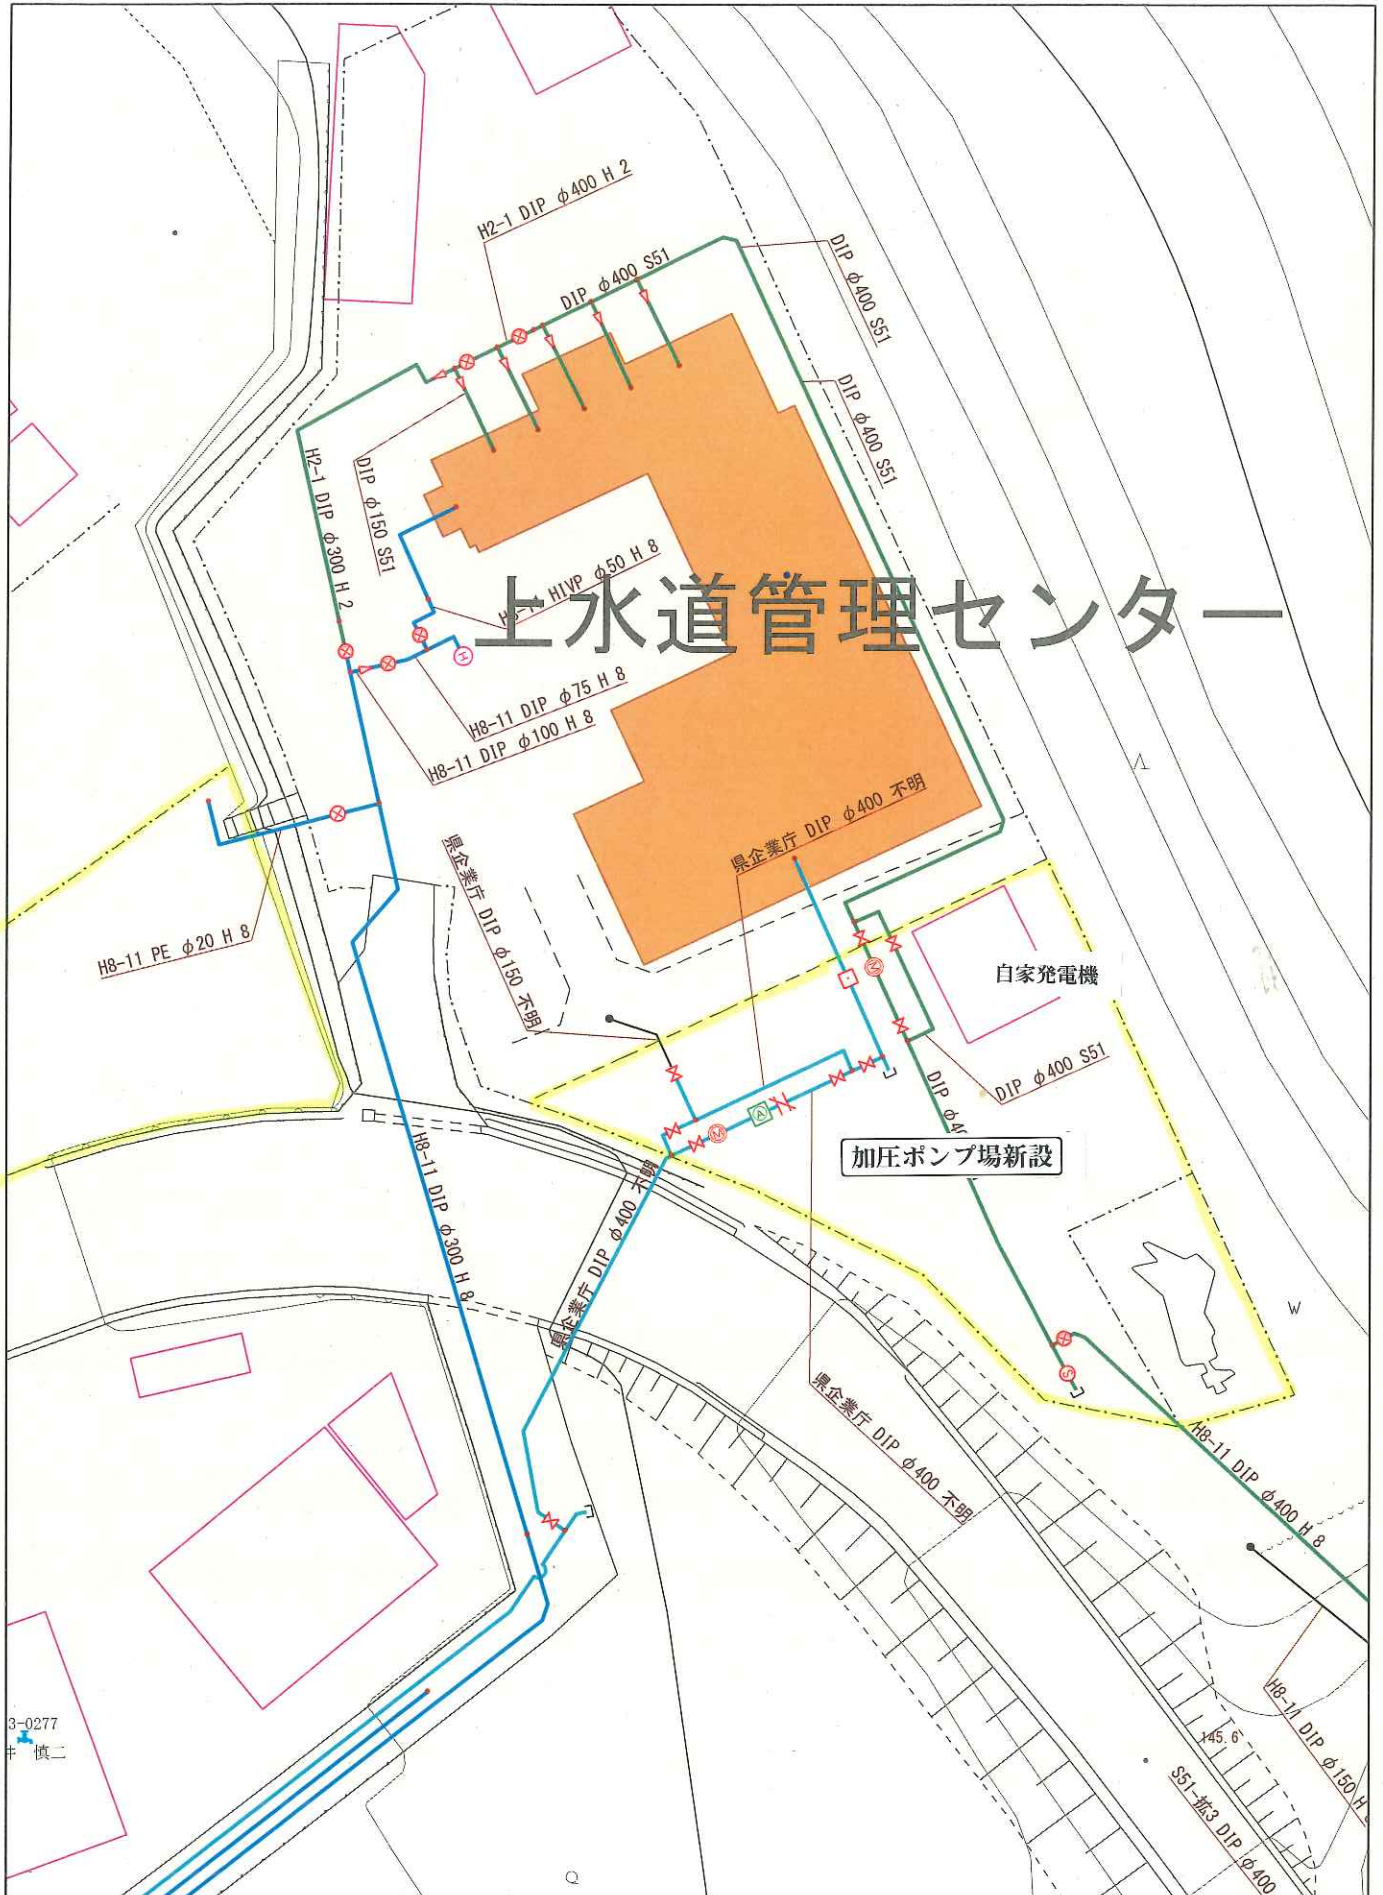 H2-1 DIP φ400 H 2
DIP φ400 S51
DIP φ400 S51
DIP φ400 S51
H2-1 DIP φ300 H 2
DIP φ150 S51
HIVP φ50 H 8
上水道管理センター
H
H8-11 DIP φ75 H 8
H8-11 DIP φ100 H 8
県企業庁 DIP φ400 不明
県企業庁 DIP φ150 不明
H8-11 PE φ20 H 8
自家発電機
M
DIP φ400 S51
DIP φ40
A
M
加圧ポンプ場新設
H8-11 DIP φ300 H 8
県企業庁 DIP φ400 不明
県企業庁 DIP φ400 不明
S
H8-11 DIP φ400 H 8
3-0277
慎二
145.6
H8-11 DIP φ150 H
S51-拡3 DIP φ400